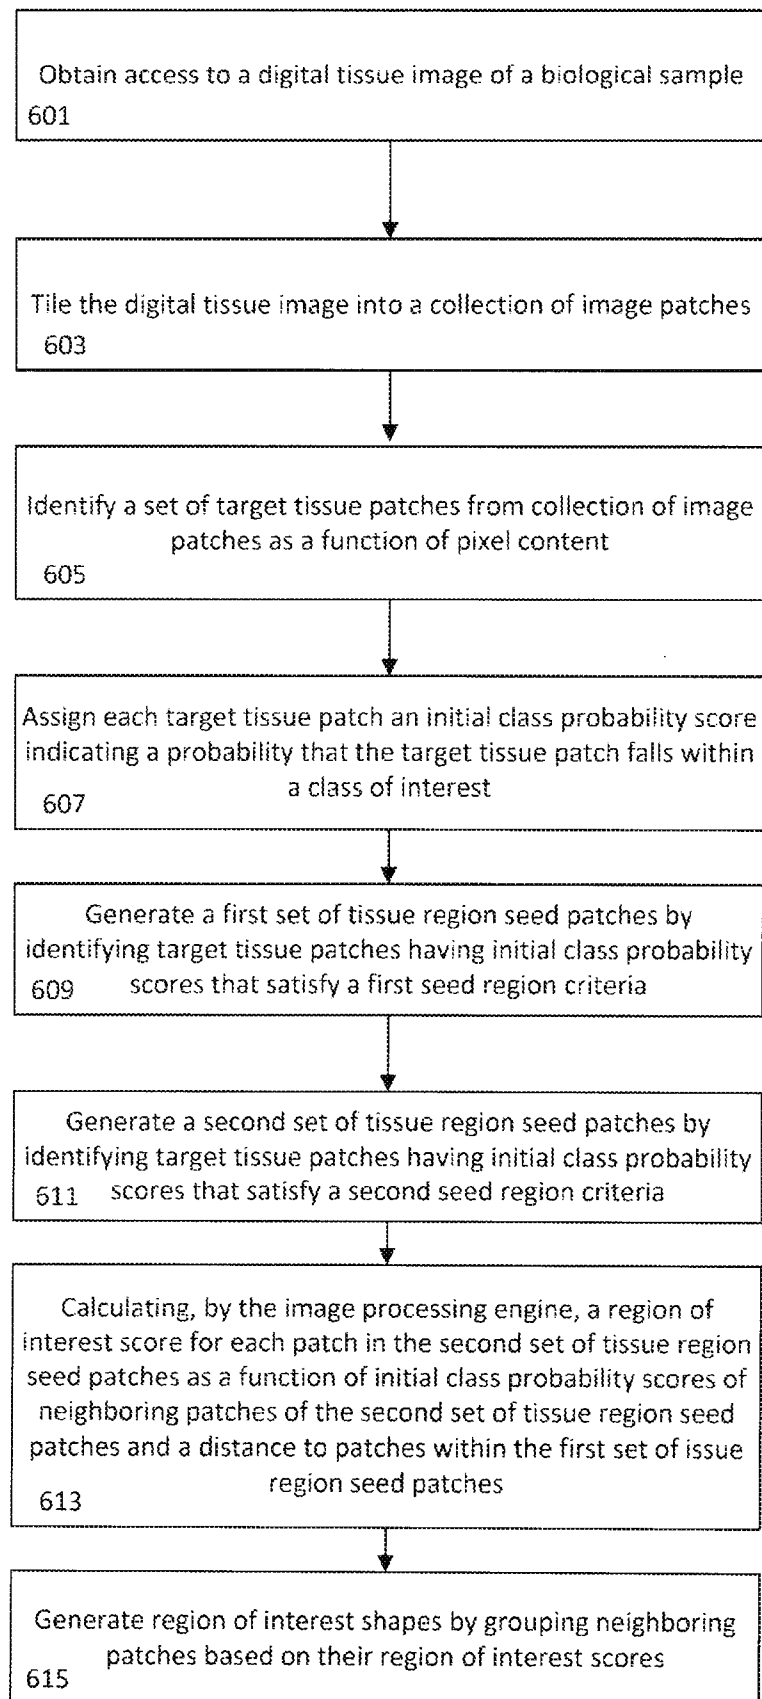 Obtain access to a digital tissue image of a biological sample
601
Tile the digital tissue image into a collection of image patches
603
Identify a set of target tissue patches from collection of image
patches as a function of pixel content
605
Assign each target tissue patch an initial class probability score
indicating a probability that the target tissue patch falls within
a class of interest
607
Generate a first set of tissue region seed patches by
identifying target tissue patches having initial class probability
scores that satisfy a first seed region criteria
609
Generate a second set of tissue region seed patches by
identifying target tissue patches having initial class probability
scores that satisfy a second seed region criteria
611
Calculating, by the image processing engine, a region of
interest score for each patch in the second set of tissue region
seed patches as a function of initial class probability scores of
neighboring patches of the second set of tissue region seed
patches and a distance to patches within the first set of issue
region seed patches
613
Generate region of interest shapes by grouping neighboring
patches based on their region of interest scores
615